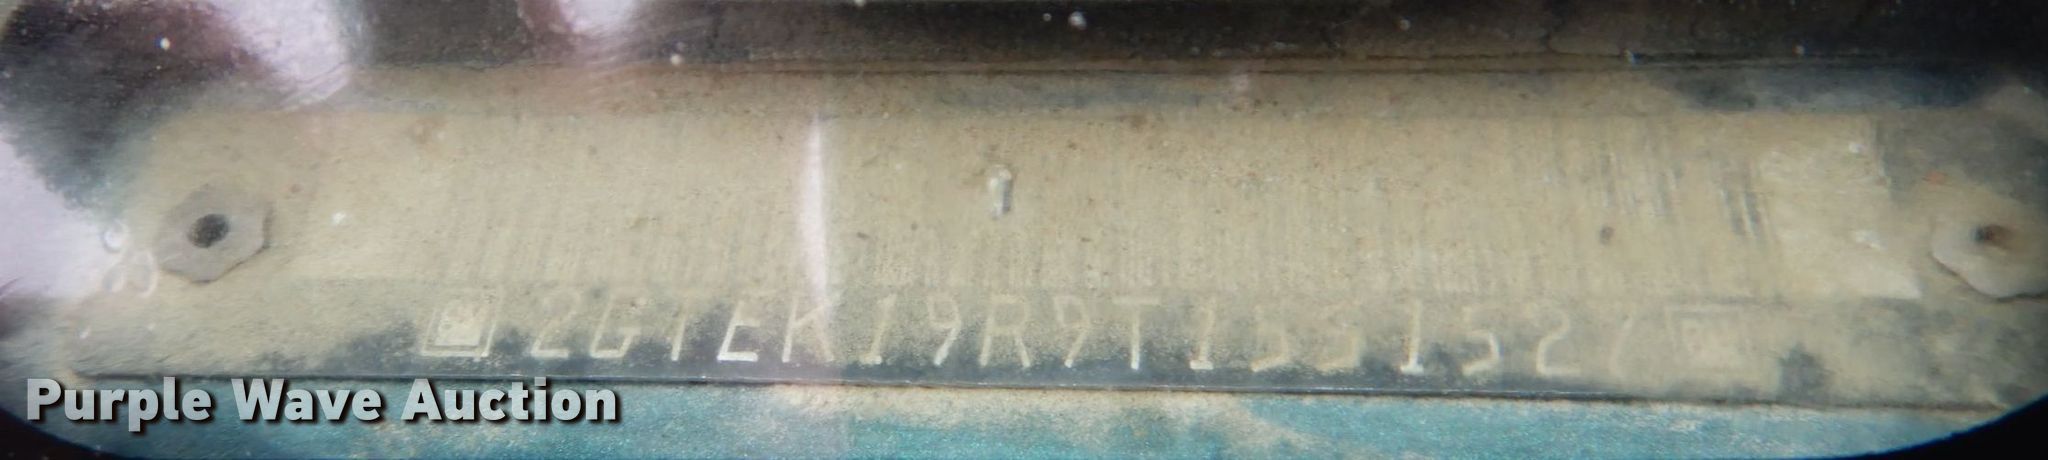 2GTEK19R9T1551527
Purple Wave Auction